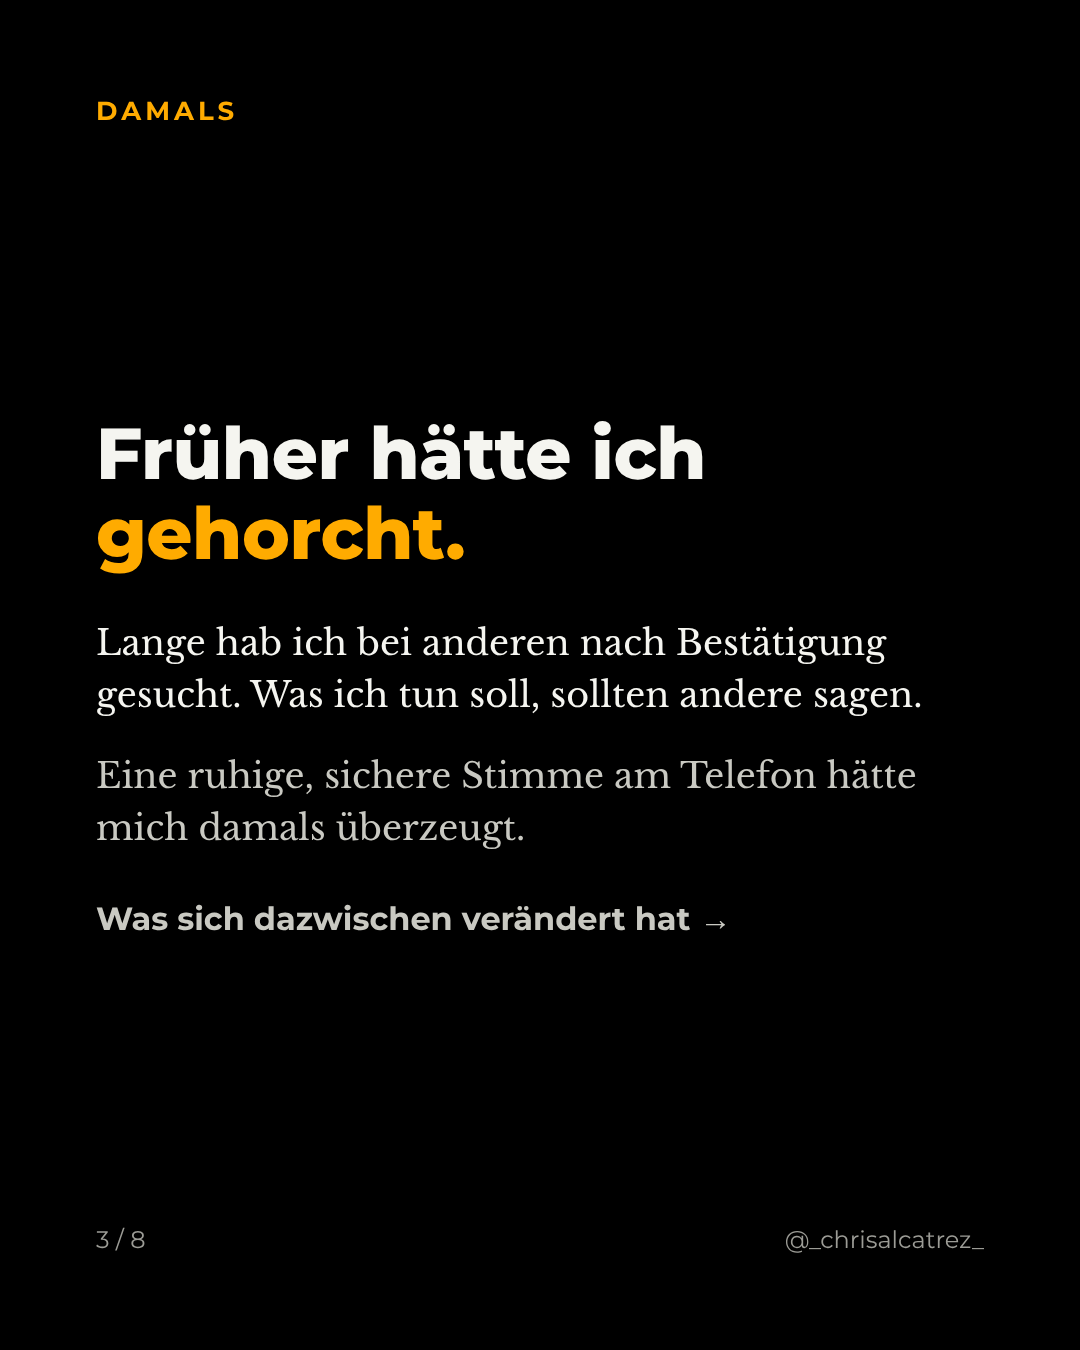 DAMALS
Früher hätte ich
gehorcht.
Lange hab ich bei anderen nach Bestätigung
gesucht. Was ich tun soll, sollten andere sagen.
Eine ruhige, sichere Stimme am Telefon hätte
mich damals überzeugt.
Was sich dazwischen verändert hat →
3 / 8
@_chrisalcatrez_